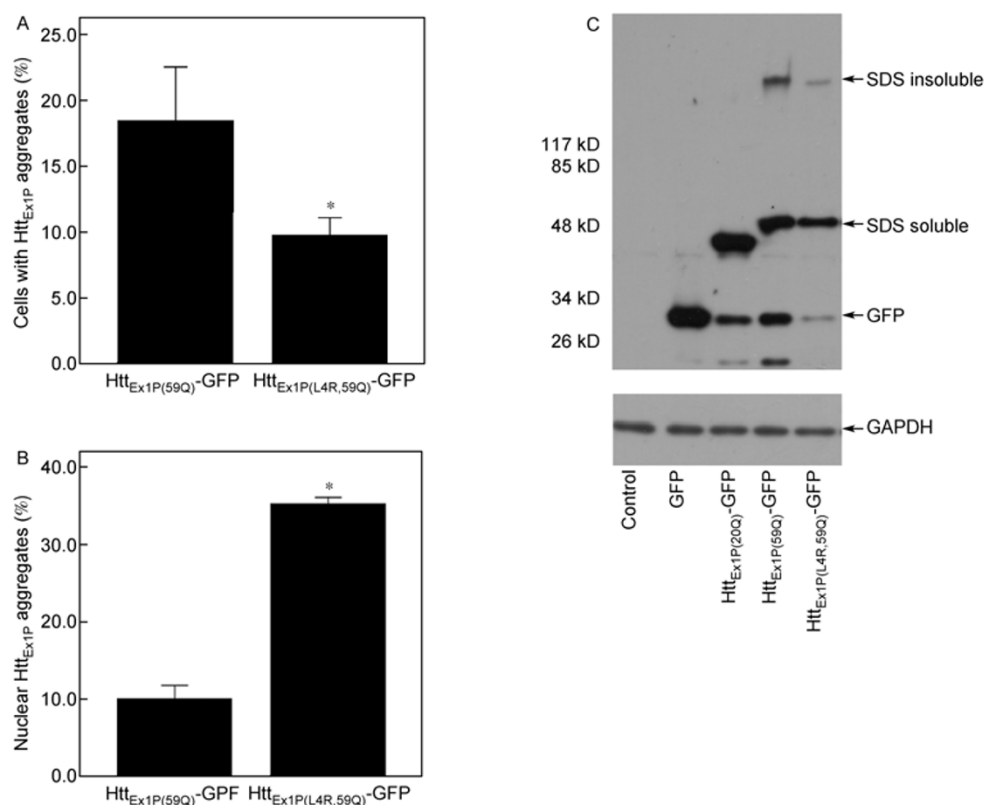 A
Cells with HttEx1P aggregates (%)
25.0
20.0
15.0
10.0
5.0
0.0
*
HttEx1P(59Q)-GFP
HttEx1P(L4R,59Q)-GFP
B
Nuclear HttEx1P aggregates (%)
40.0
30.0
20.0
10.0
0.0
*
HttEx1P(59Q)-GPF
HttEx1P(L4R,59Q)-GFP
C
117 kD
85 kD
48 kD
34 kD
26 kD
SDS insoluble
SDS soluble
GFP
GAPDH
Control
GFP
HttEx1P(20Q)-GFP
HttEx1P(59Q)-GFP
HttEx1P(L4R,59Q)-GFP